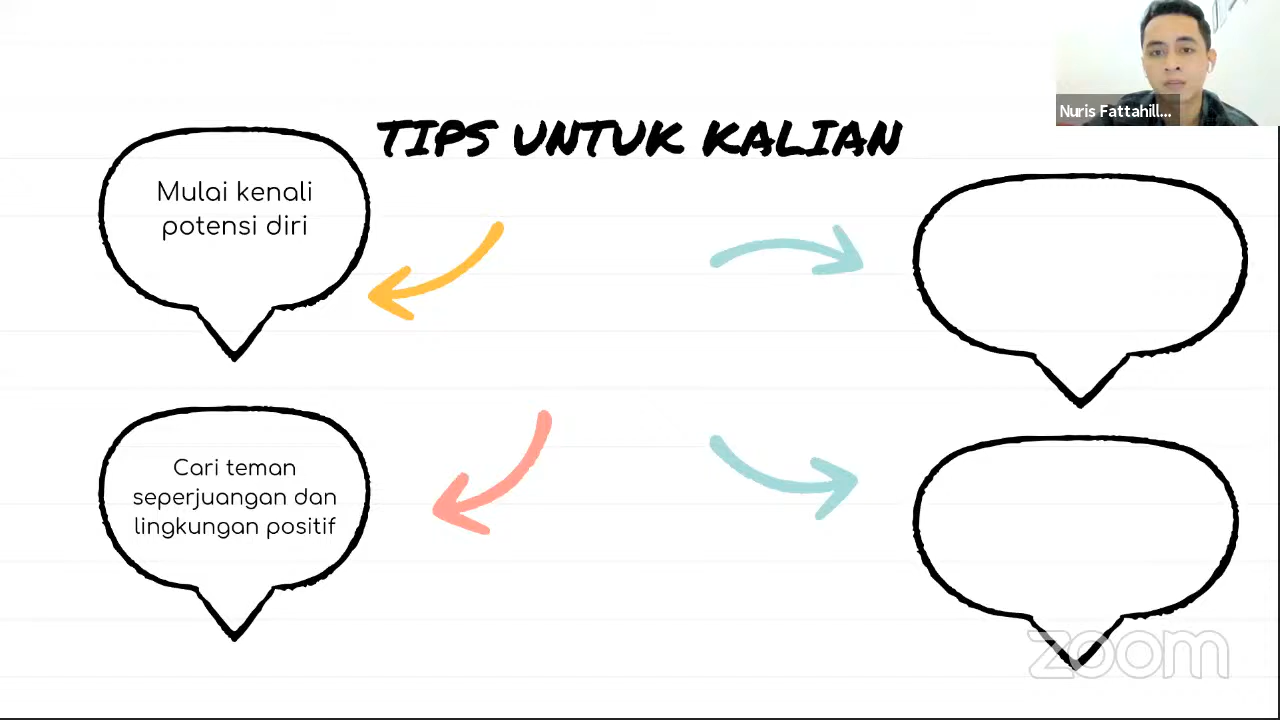 Nuris Fattahill...
TIPS UNTUK KALIAN
Mulai kenali
potensi diri
Cari teman
seperjuangan dan
lingkungan positif
zoom